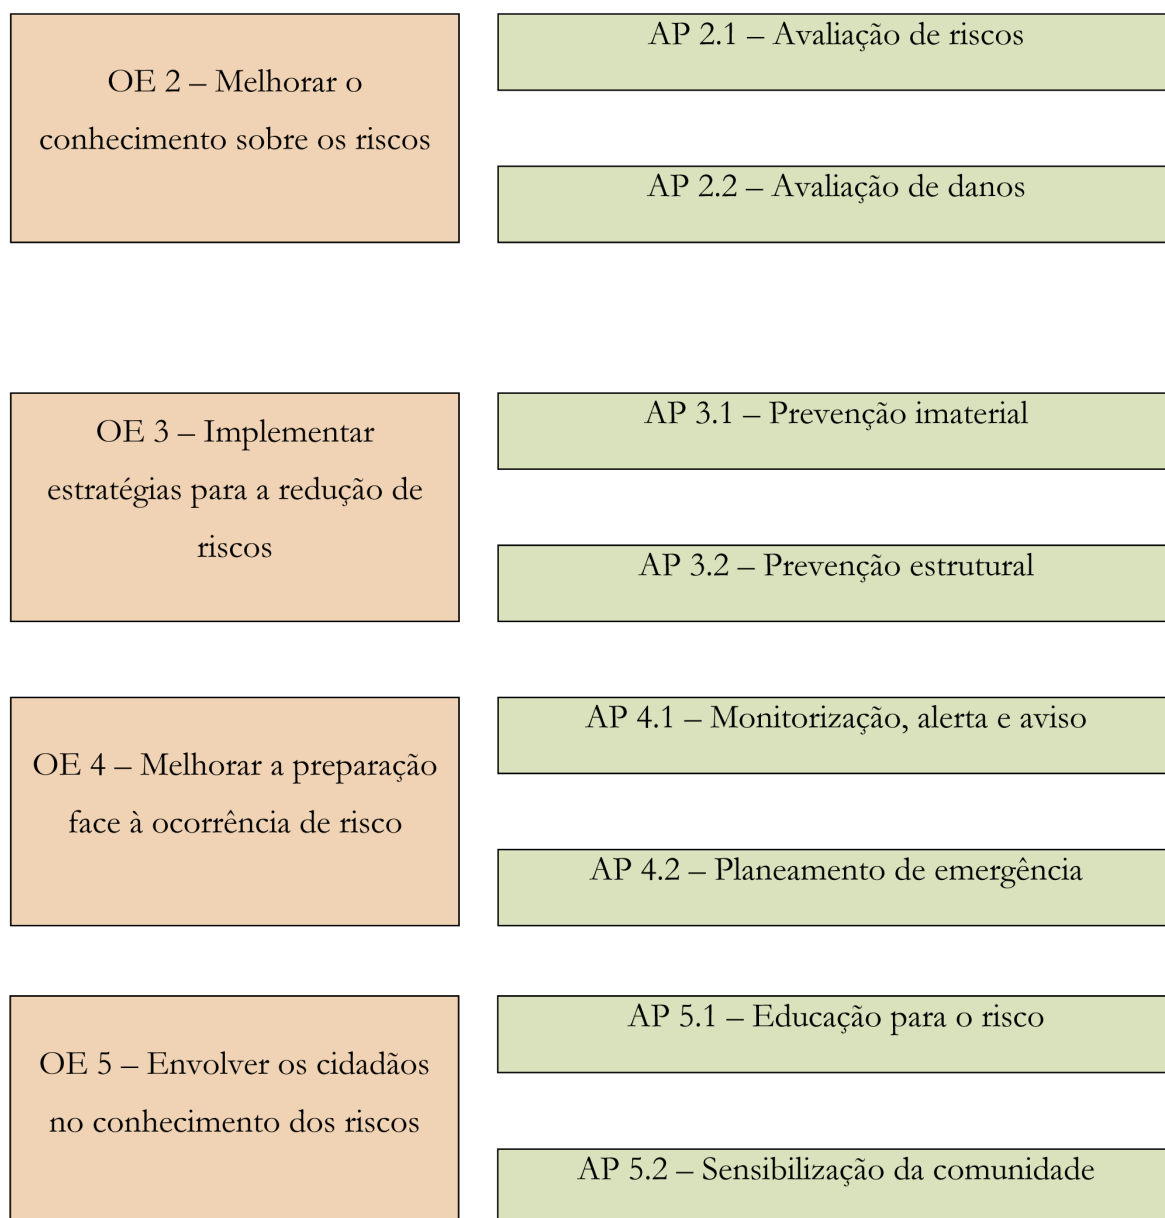 OE 2 – Melhorar o
conhecimento sobre os riscos
AP 2.1 – Avaliação de riscos
AP 2.2 – Avaliação de danos
OE 3 – Implementar
estratégias para a redução de
riscos
AP 3.1 – Prevenção imaterial
AP 3.2 – Prevenção estrutural
OE 4 – Melhorar a preparação
face à ocorrência de risco
AP 4.1 – Monitorização, alerta e aviso
AP 4.2 – Planeamento de emergência
OE 5 – Envolver os cidadãos
no conhecimento dos riscos
AP 5.1 – Educação para o risco
AP 5.2 – Sensibilização da comunidade